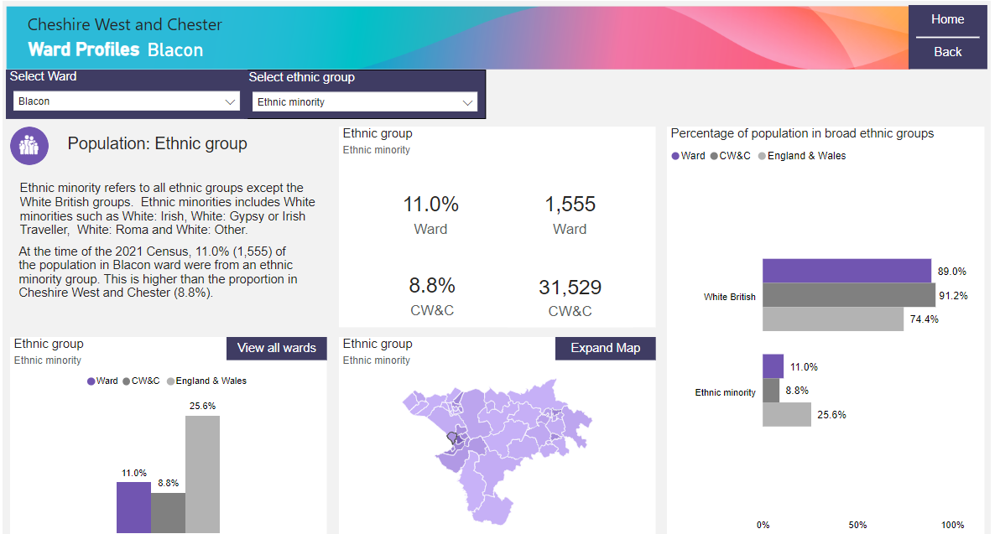 Cheshire West and Chester
Ward Profiles Blacon
Home
Back
Select Ward
Blacon
Select ethnic group
Ethnic minority
Population: Ethnic group
Ethnic minority refers to all ethnic groups except the
White British groups.  Ethnic minorities includes White
minorities such as White: Irish, White: Gypsy or Irish
Traveller,  White: Roma and White: Other.
At the time of the 2021 Census, 11.0% (1,555) of
the population in Blacon ward were from an ethnic
minority group. This is higher than the proportion in
Cheshire West and Chester (8.8%).
Ethnic group
Ethnic minority
11.0%
Ward
1,555
Ward
8.8%
CW&C
31,529
CW&C
Percentage of population in broad ethnic groups
Ward CW&C England & Wales
White British
89.0%
91.2%
74.4%
Ethnic minority
11.0%
8.8%
25.6%
0% 50% 100%
Ethnic group
Ethnic minority
View all wards
Ward CW&C England & Wales
11.0%
8.8%
25.6%
Ethnic group
Ethnic minority
Expand Map